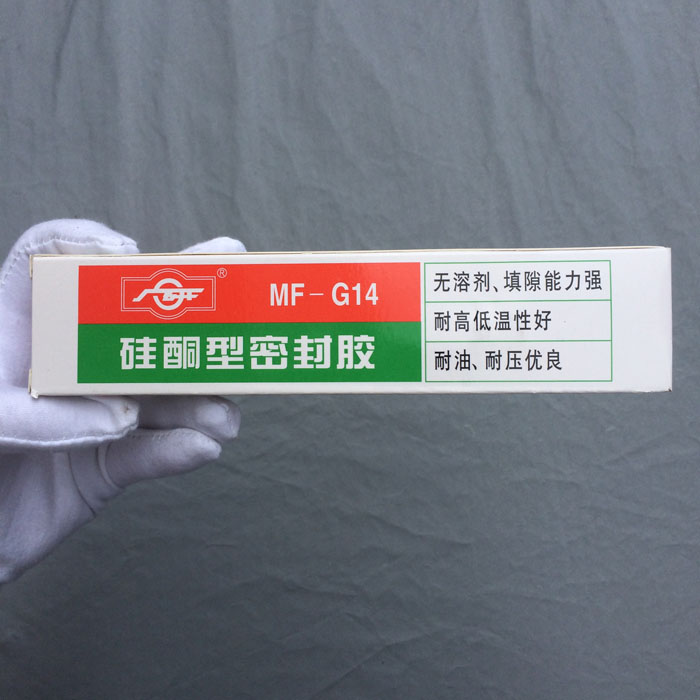 MF-G14
硅酮型密封胶
无溶剂、填隙能力强
耐高低温性好
耐油、耐压优良
®